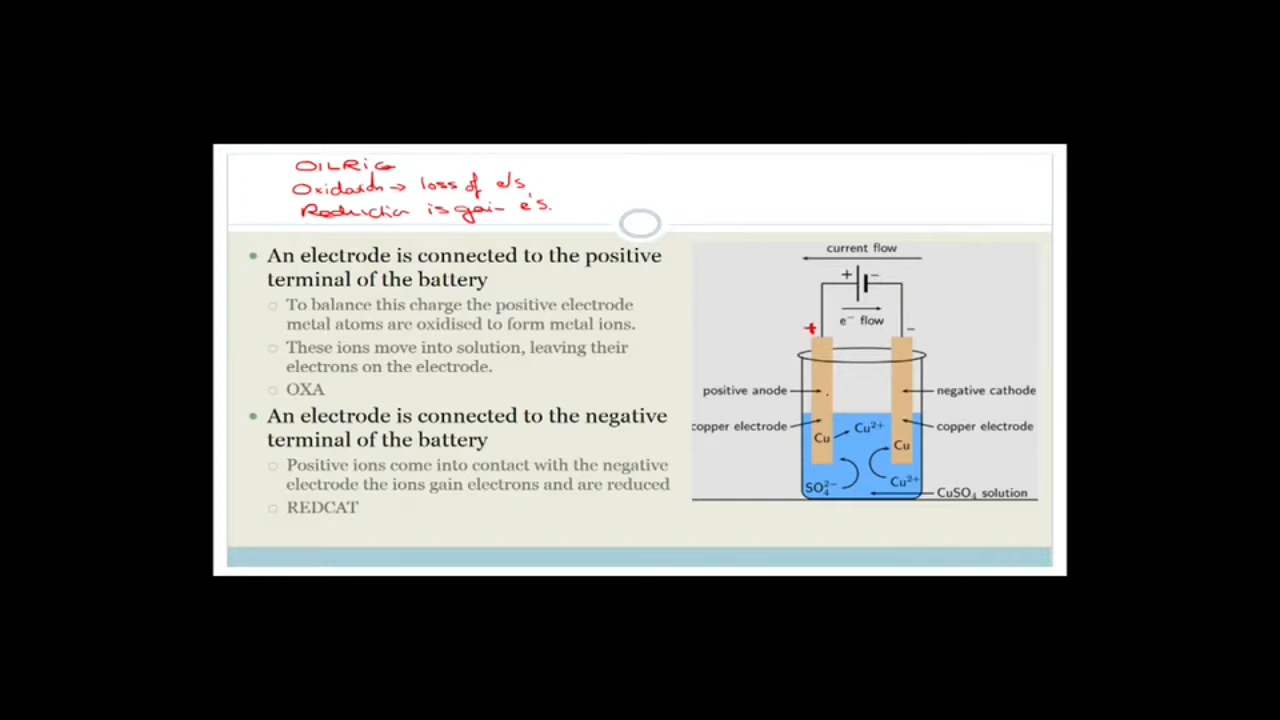 OILRIG
Oxidation → loss of e's
Reduction is gain e's.
An electrode is connected to the positive
terminal of the battery
To balance this charge the positive electrode
metal atoms are oxidised to form metal ions.
These ions move into solution, leaving their
electrons on the electrode.
OXA
An electrode is connected to the negative
terminal of the battery
Positive ions come into contact with the negative
electrode the ions gain electrons and are reduced
REDCAT
current flow
+ −
e⁻ flow
+ −
positive anode
negative cathode
copper electrode
copper electrode
Cu
Cu²⁺
Cu
SO₄²⁻
Cu²⁺
CuSO₄ solution